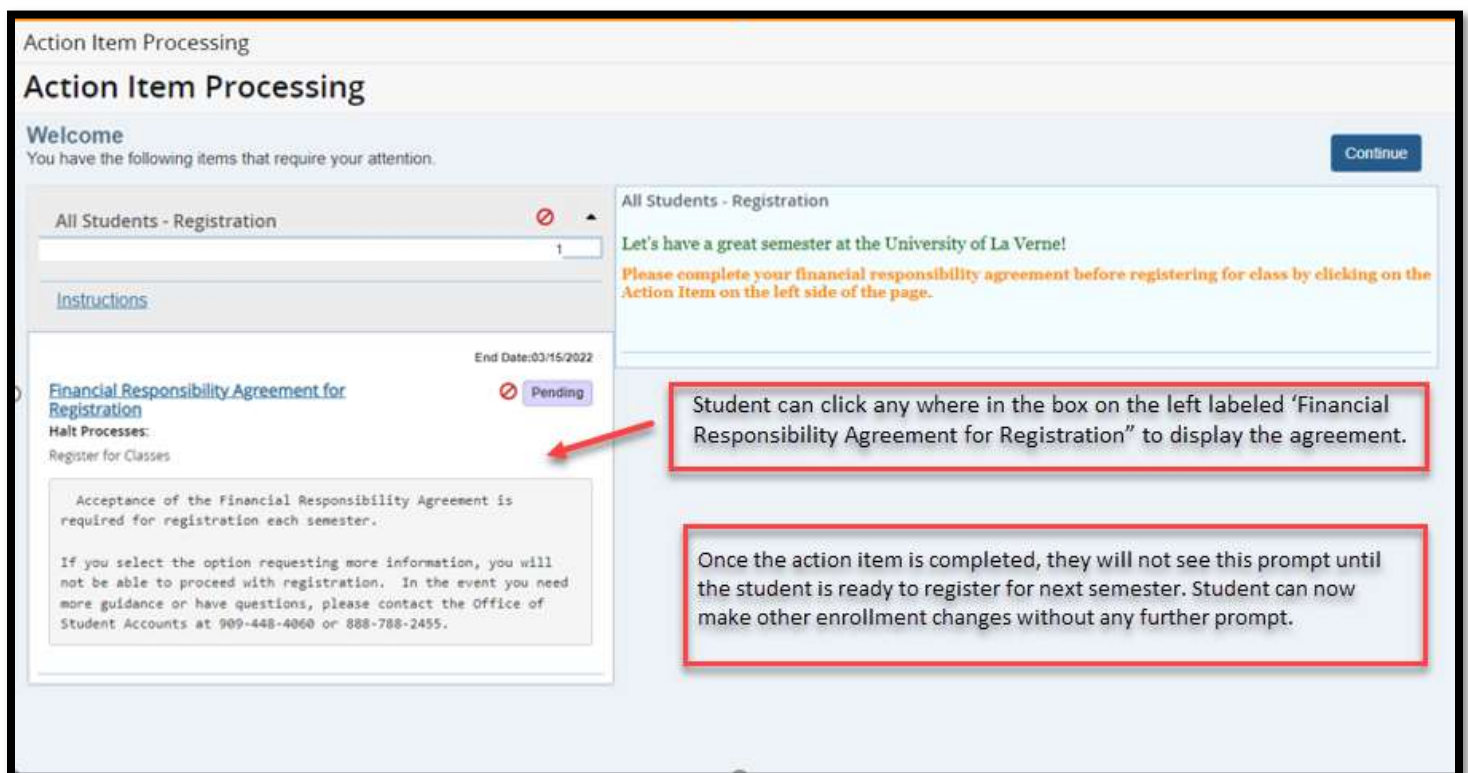 Action Item Processing
Action Item Processing
Welcome
You have the following items that require your attention.
Continue
All Students - Registration
1
Instructions
End Date:03/15/2022
Financial Responsibility Agreement for
Registration
Pending
Halt Processes:
Register for Classes
Acceptance of the Financial Responsibility Agreement is
required for registration each semester.
If you select the option requesting more information, you will
not be able to proceed with registration. In the event you need
more guidance or have questions, please contact the Office of
Student Accounts at 909-448-4060 or 888-788-2455.
All Students - Registration
Let's have a great semester at the University of La Verne!
Please complete your financial responsibility agreement before registering for class by clicking on the
Action Item on the left side of the page.
Student can click any where in the box on the left labeled ‘Financial
Responsibility Agreement for Registration” to display the agreement.
Once the action item is completed, they will not see this prompt until
the student is ready to register for next semester. Student can now
make other enrollment changes without any further prompt.